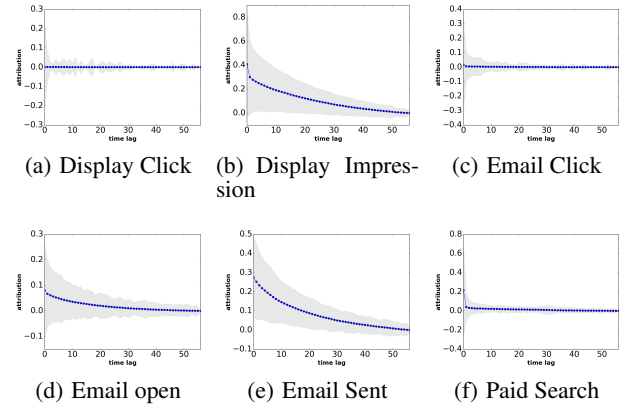 attribution
0.3
0.2
0.1
0.0
−0.1
−0.2
−0.3
0 10 20 30 40 50
time lag
(a) Display Click
attribution
0.8
0.6
0.4
0.2
0.0
0 10 20 30 40 50
time lag
(b) Display Impres-
sion
attribution
0.4
0.3
0.2
0.1
0.0
−0.1
−0.2
−0.3
−0.4
0 10 20 30 40 50
time lag
(c) Email Click
attribution
0.3
0.2
0.1
0.0
−0.1
0 10 20 30 40 50
time lag
(d) Email open
attribution
0.5
0.4
0.3
0.2
0.1
0.0
−0.1
0 10 20 30 40 50
time lag
(e) Email Sent
attribution
0.8
0.6
0.4
0.2
0.0
−0.2
−0.4
0 10 20 30 40 50
time lag
(f) Paid Search